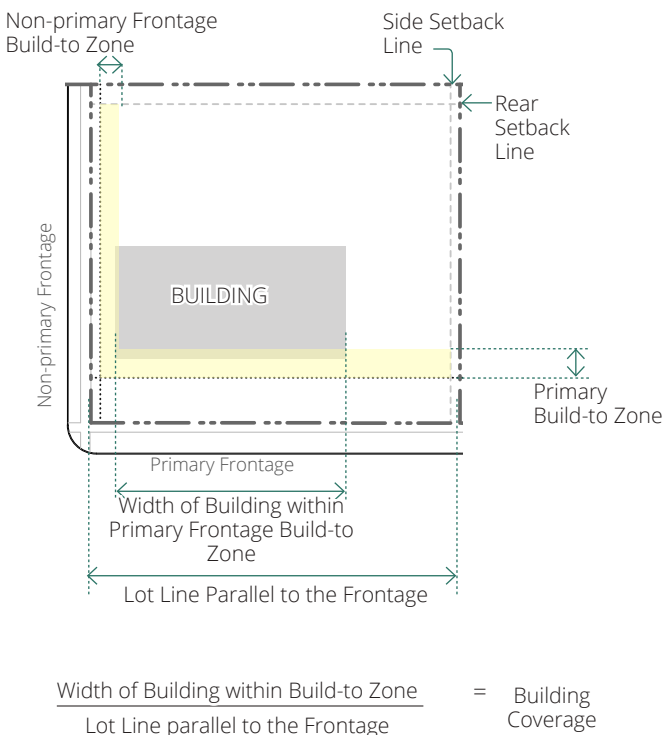 Non-primary Frontage
Build-to Zone
Side Setback
Line
Rear
Setback
Line
Non-primary Frontage
BUILDING
Primary
Build-to Zone
Primary Frontage
Width of Building within
Primary Frontage Build-to
Zone
Lot Line Parallel to the Frontage
Width of Building within Build-to Zone
=
Building
Coverage
Lot Line parallel to the Frontage